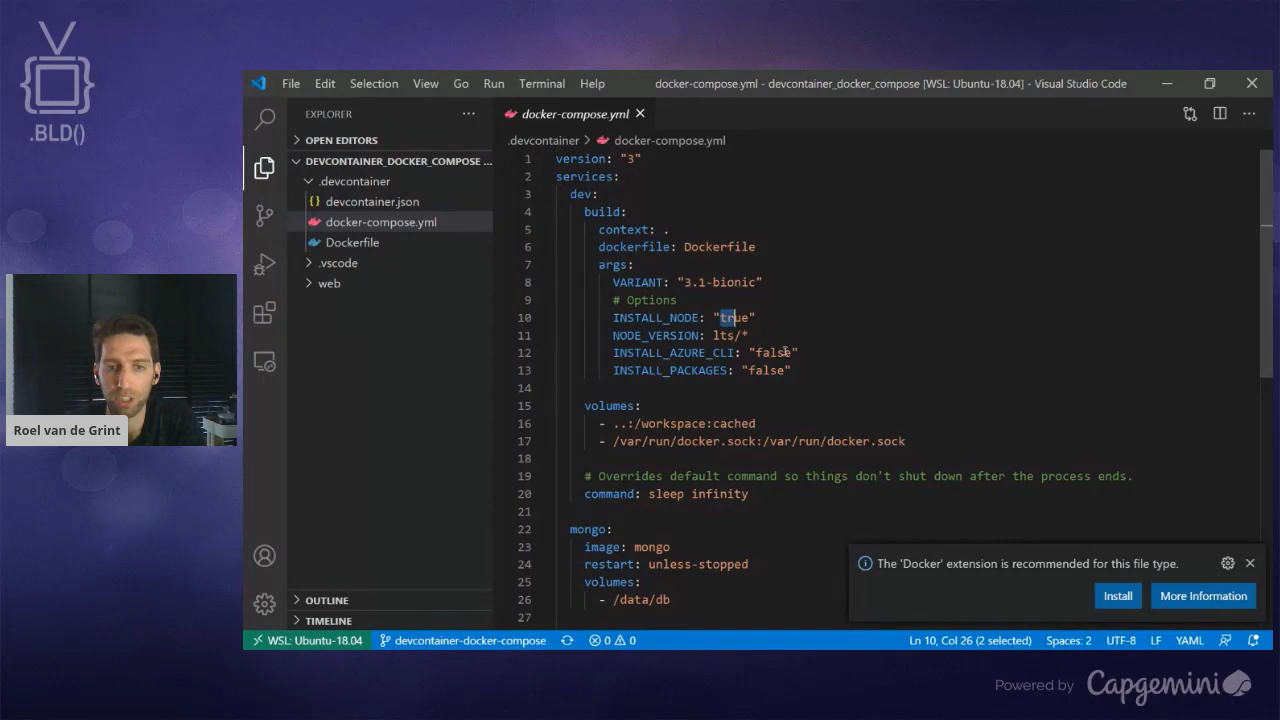 .BLD()
File Edit Selection View Go Run Terminal Help
docker-compose.yml - devcontainer_docker_compose [WSL: Ubuntu-18.04] - Visual Studio Code
EXPLORER
OPEN EDITORS
DEVCONTAINER_DOCKER_COMPOSE ...
.devcontainer
devcontainer.json
docker-compose.yml
Dockerfile
.vscode
web
OUTLINE
TIMELINE
docker-compose.yml
.devcontainer > docker-compose.yml
1 version: "3"
2 services:
3 dev:
4 build:
5 context: .
6 dockerfile: Dockerfile
7 args:
8 VARIANT: "3.1-bionic"
9 # Options
10 INSTALL_NODE: "true"
11 NODE_VERSION: lts/*
12 INSTALL_AZURE_CLI: "false"
13 INSTALL_PACKAGES: "false"
14
15 volumes:
16 - ..:/workspace:cached
17 - /var/run/docker.sock:/var/run/docker.sock
18
19 # Overrides default command so things don't shut down after the process ends.
20 command: sleep infinity
21
22 mongo:
23 image: mongo
24 restart: unless-stopped
25 volumes:
26 - /data/db
27
The 'Docker' extension is recommended for this file type.
Install More Information
WSL: Ubuntu-18.04 devcontainer-docker-compose 0 0 Ln 10, Col 26 (2 selected) Spaces: 2 UTF-8 LF YAML
Roel van de Grint
Powered by Capgemini